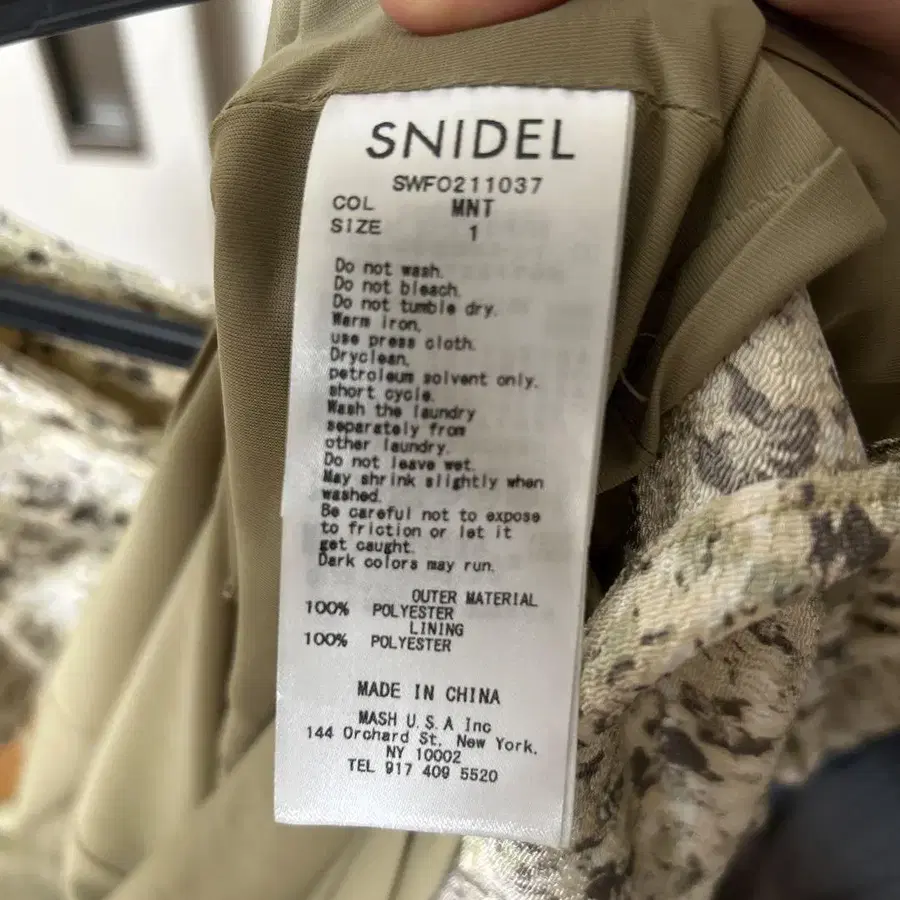 SNIDEL
SWFO211037
COL MNT
SIZE 1
Do not wash.
Do not bleach.
Do not tumble dry.
Warm iron,
use press cloth.
Dryclean,
petroleum solvent only,
short cycle.
Wash the laundry
separately from
other laundry.
Do not leave wet.
May shrink slightly when
washed.
Be careful not to expose
to friction or let it
get caught.
Dark colors may run.
OUTER MATERIAL
100% POLYESTER
LINING
100% POLYESTER
MADE IN CHINA
MASH U.S.A Inc
144 Orchard St, New York,
NY 10002
TEL 917 409 5520